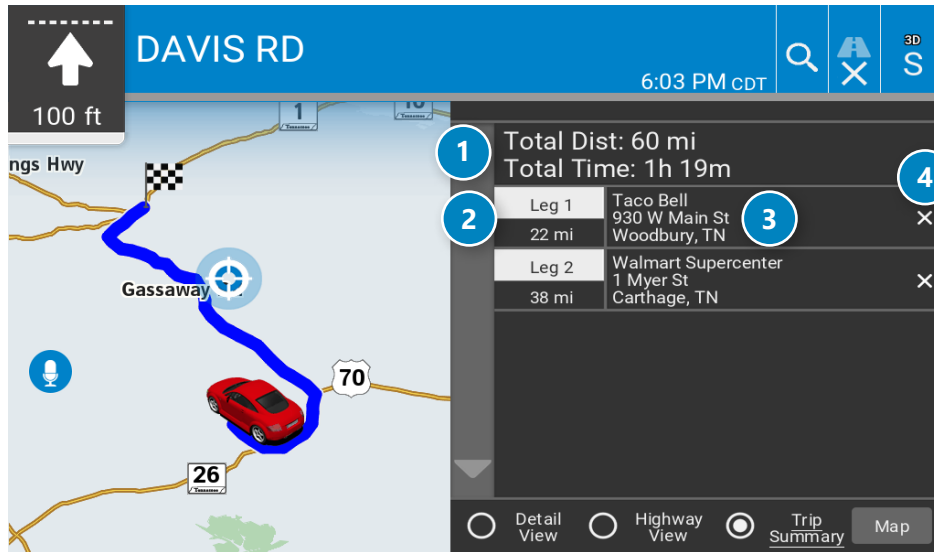 DAVIS RD
3D
S
6:03 PM CDT
100 ft
ngs Hwy
1
Gassaway
70
26
1
Total Dist: 60 mi
Total Time: 1h 19m
4
2
Leg 1
22 mi
Taco Bell
930 W Main St
Woodbury, TN
3
Leg 2
38 mi
Walmart Supercenter
1 Myer St
Carthage, TN
Detail
View
Highway
View
Trip
Summary
Map